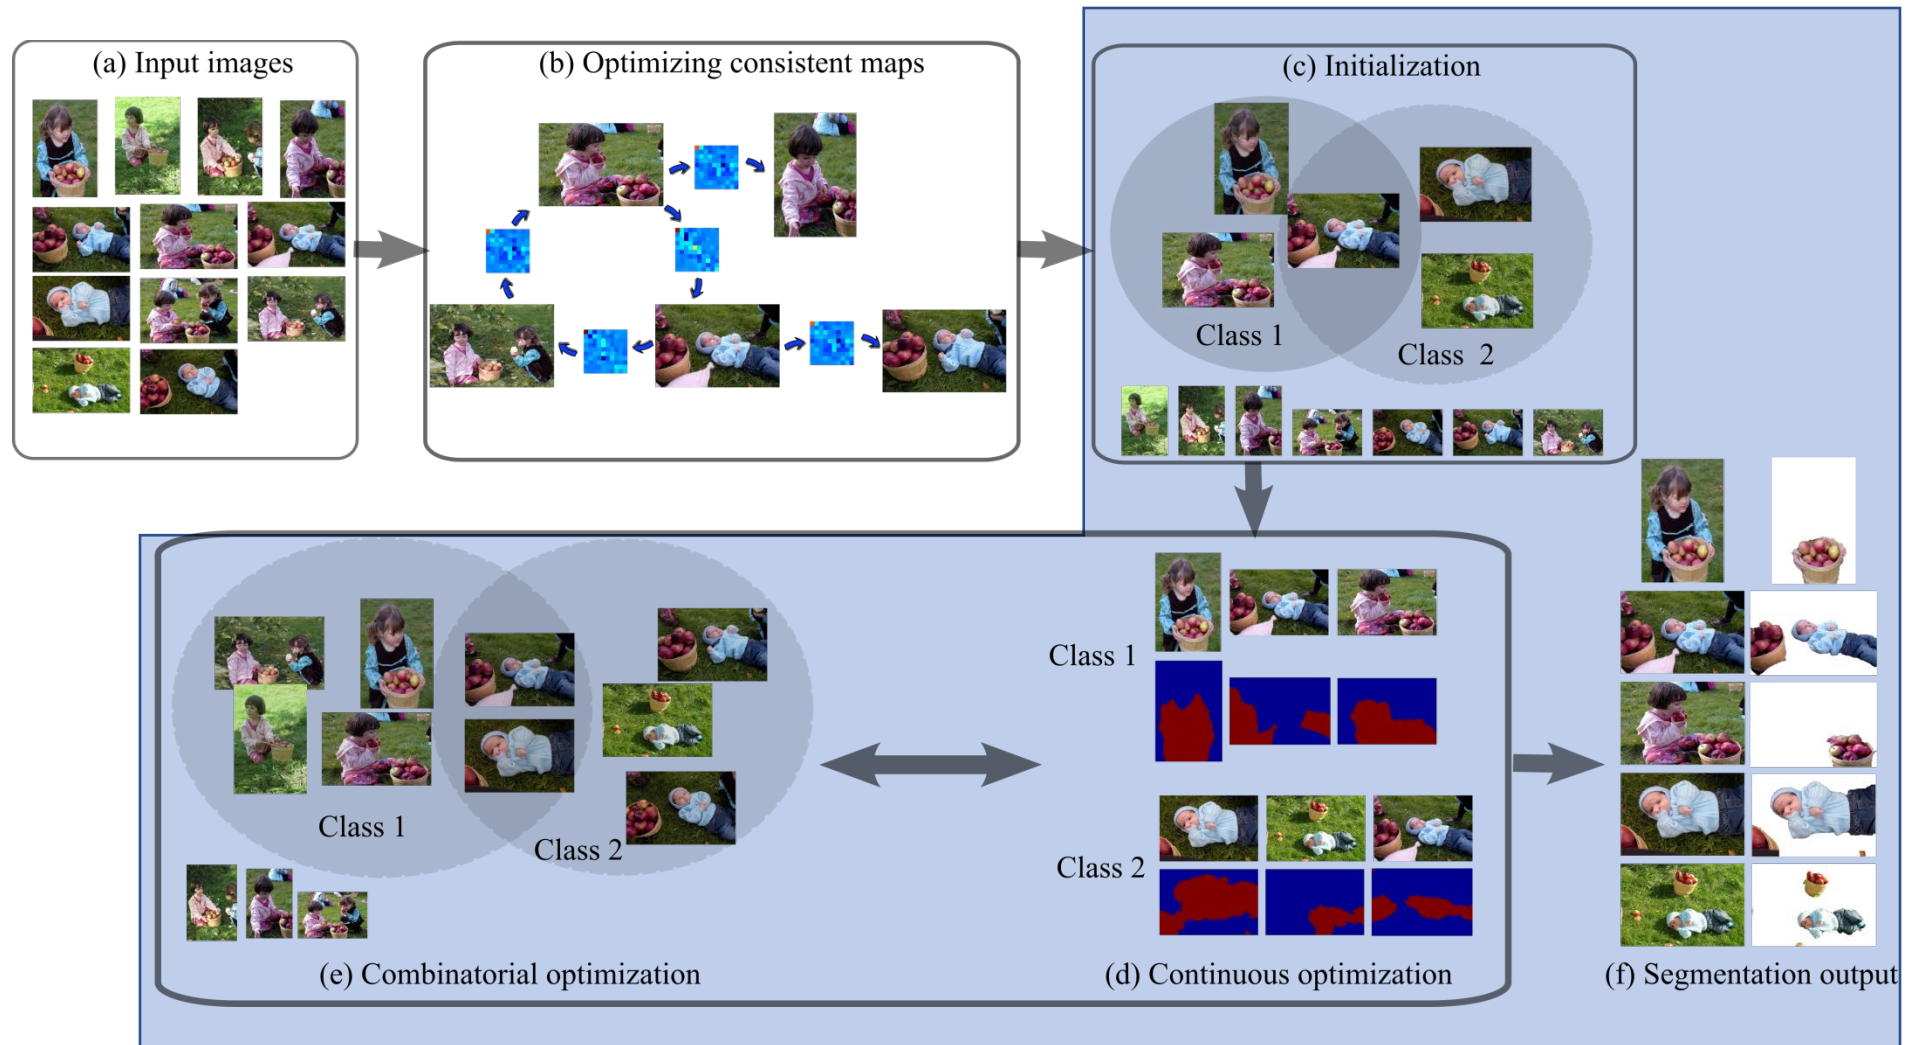 (a) Input images
(b) Optimizing consistent maps
(c) Initialization
Class 1
Class 2
Class 1
Class 2
(e) Combinatorial optimization
Class 1
Class 2
(d) Continuous optimization
(f) Segmentation output